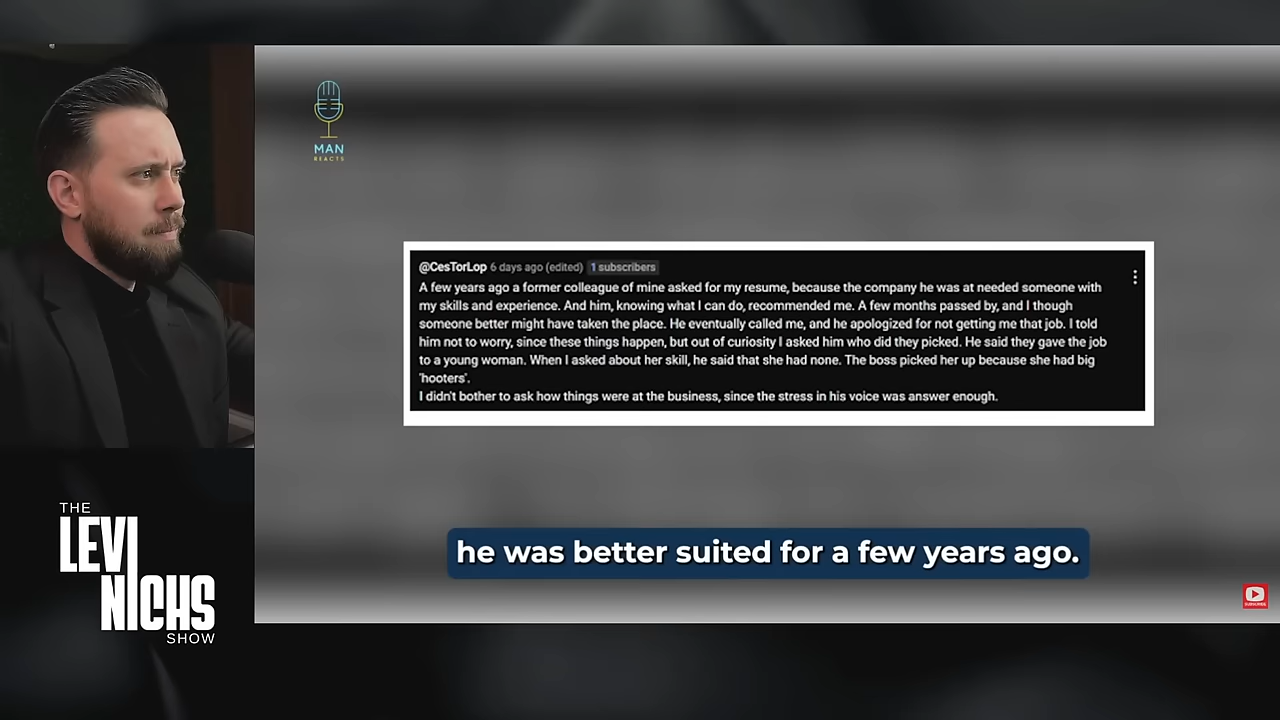 MAN
REACTS
@CesTorLop 6 days ago (edited) 1 subscribers
A few years ago a former colleague of mine asked for my resume, because the company he was at needed someone with
my skills and experience. And him, knowing what I can do, recommended me. A few months passed by, and I though
someone better might have taken the place. He eventually called me, and he apologized for not getting me that job. I told
him not to worry, since these things happen, but out of curiosity I asked him who did they picked. He said they gave the job
to a young woman. When I asked about her skill, he said that she had none. The boss picked her up because she had big
'hooters'.
I didn't bother to ask how things were at the business, since the stress in his voice was answer enough.
he was better suited for a few years ago.
THE
LEVI
NICHS
SHOW
SUBSCRIBE